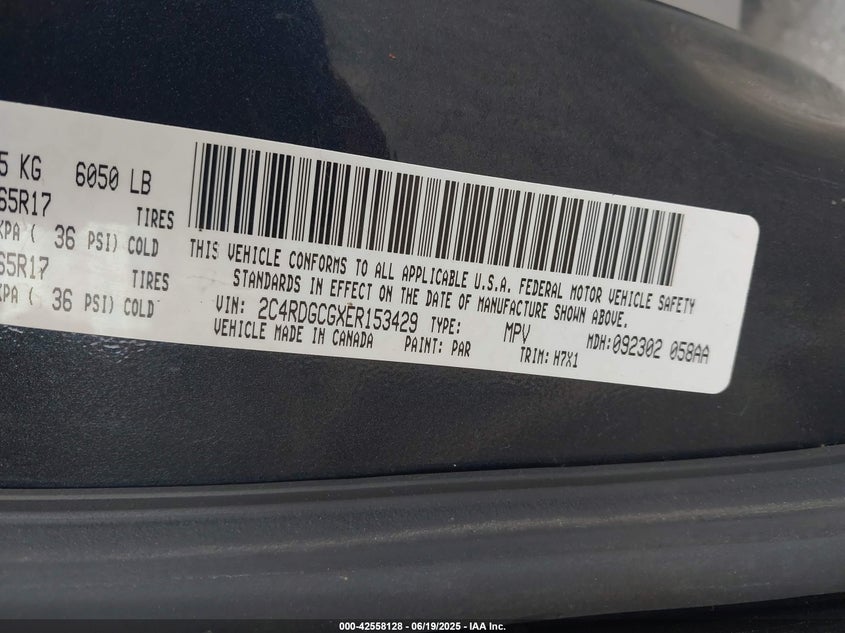 5 KG 6050 LB
65R17 TIRES
KPA ( 36 PSI) COLD
65R17 TIRES
KPA ( 36 PSI) COLD
THIS VEHICLE CONFORMS TO ALL APPLICABLE U.S.A. FEDERAL MOTOR VEHICLE SAFETY
STANDARDS IN EFFECT ON THE DATE OF MANUFACTURE SHOWN ABOVE.
VIN: 2C4RDGCGXER153429 TYPE: MPV MDH:092302 058AA
VEHICLE MADE IN CANADA PAINT: PAR TRIM: H7X1
000-42558128 - 06/19/2025 - IAA Inc.